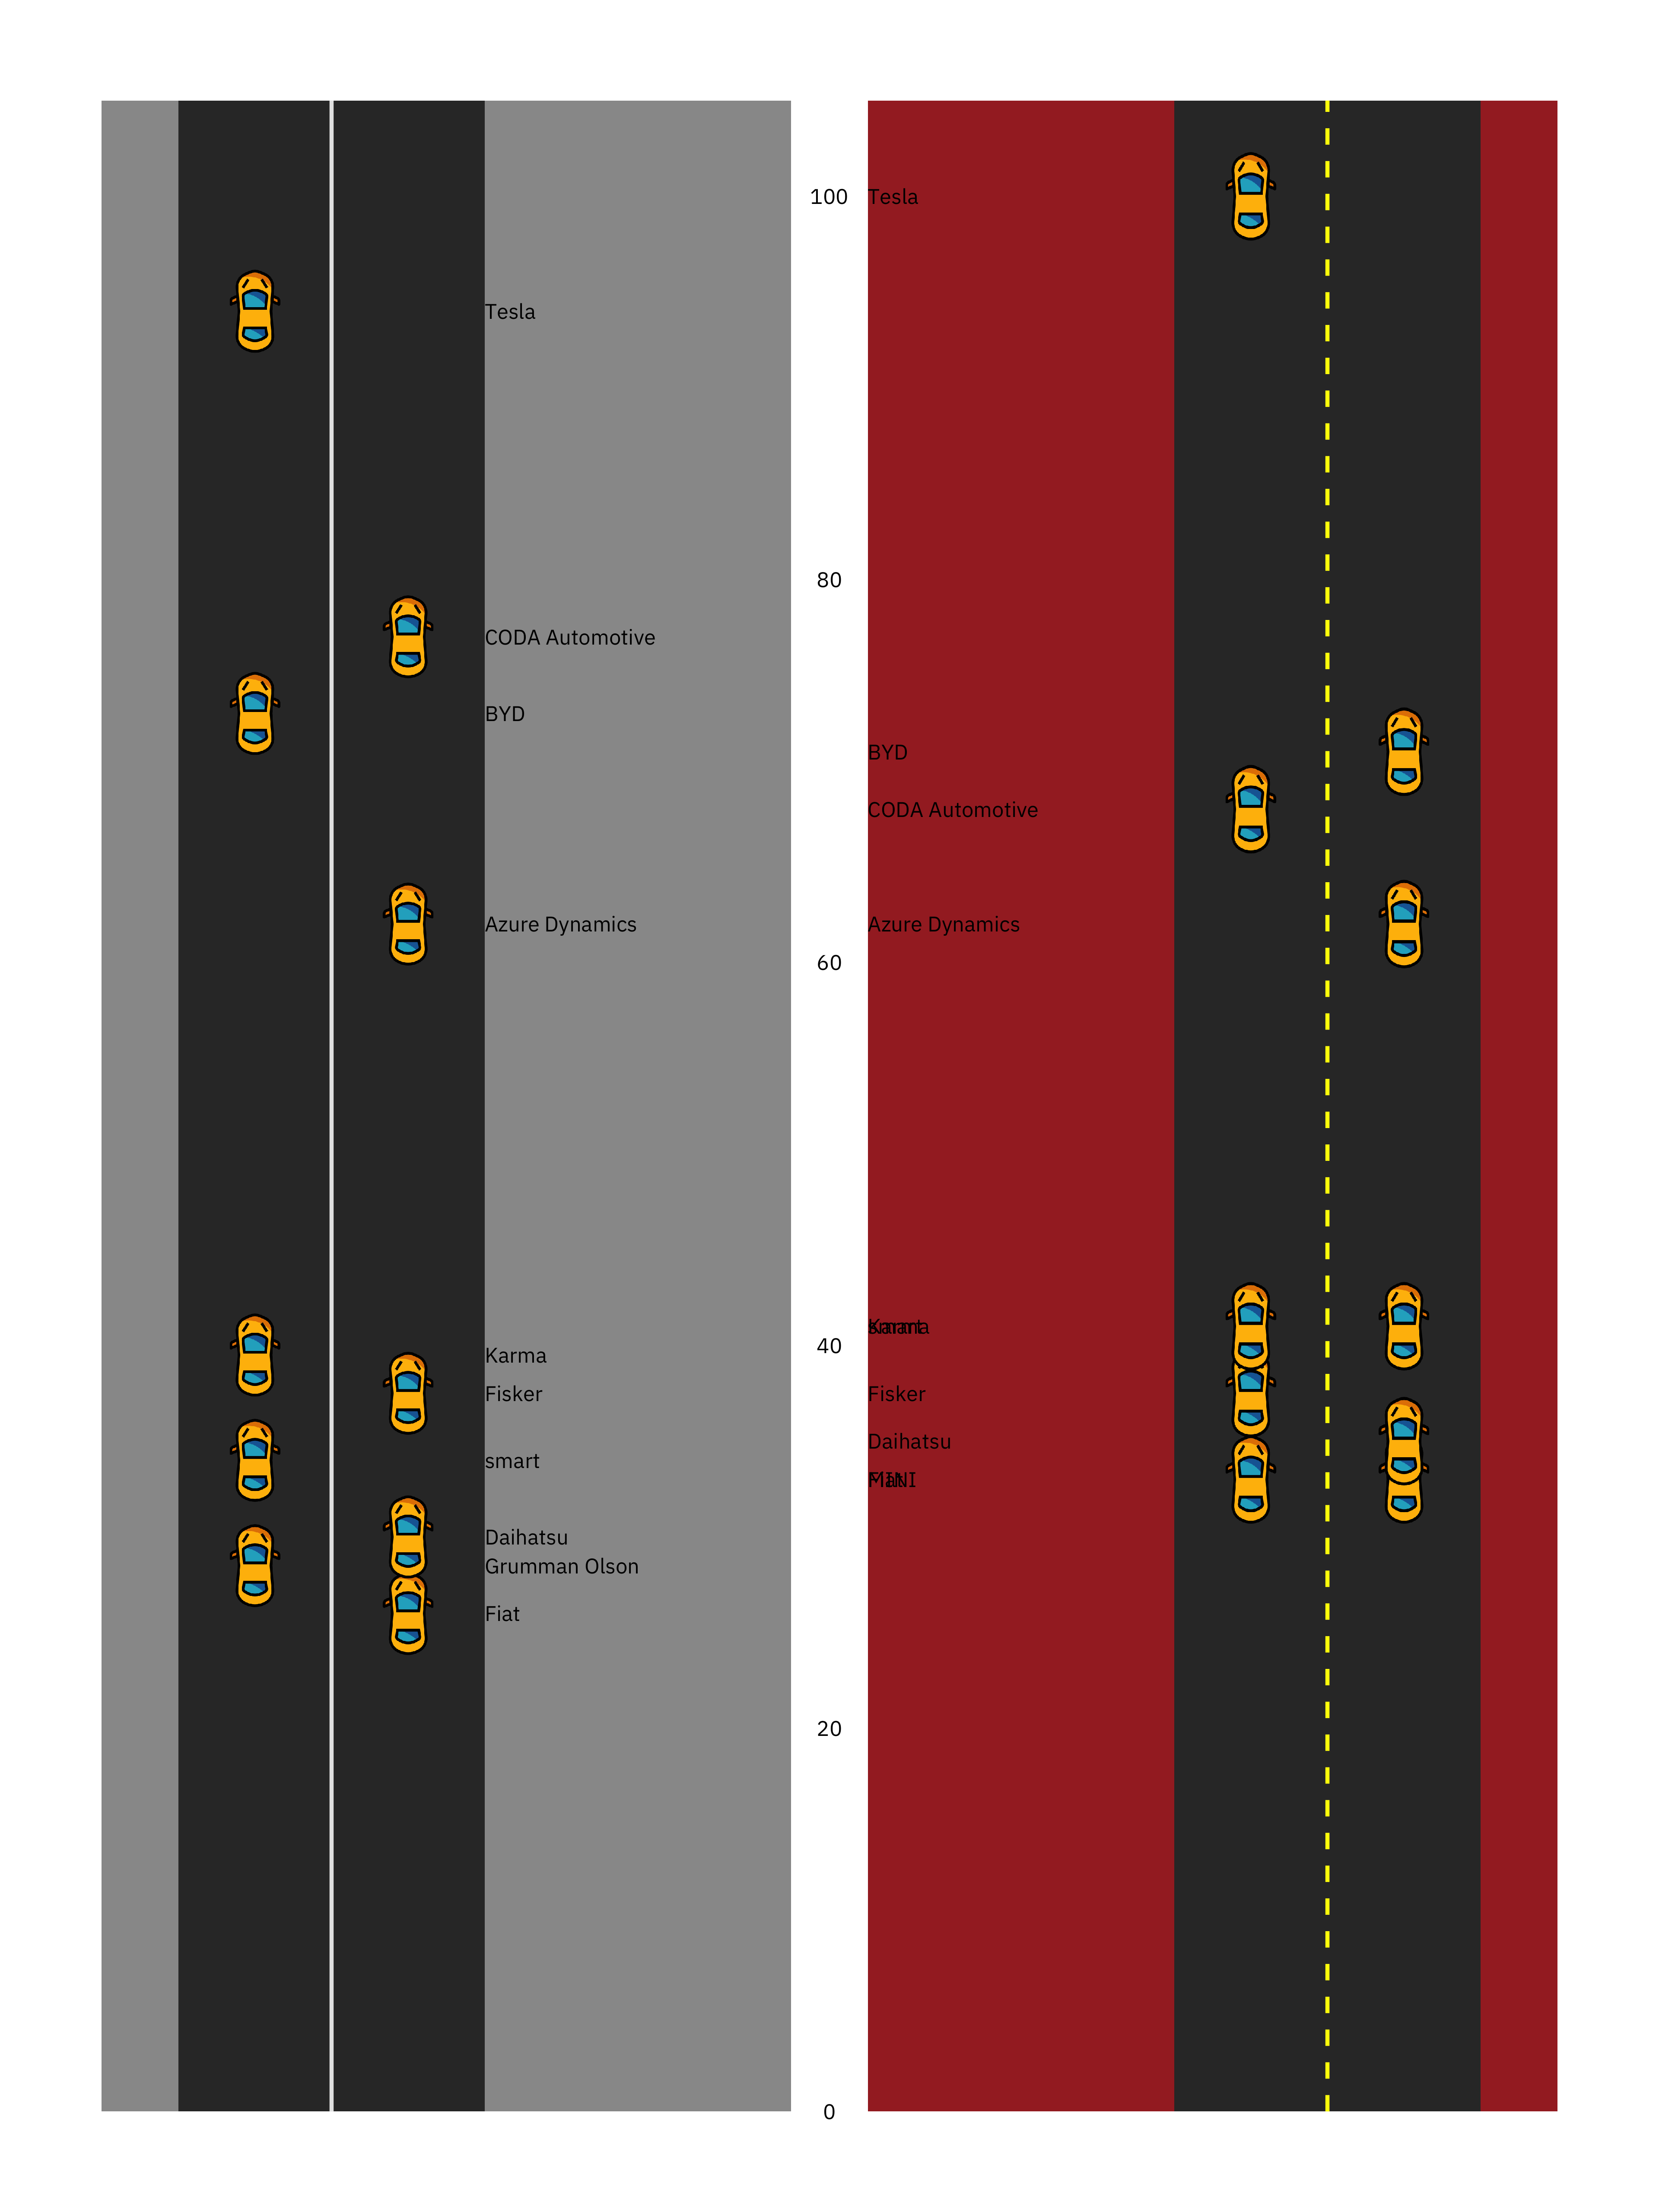 Tesla
CODA Automotive
BYD
Azure Dynamics
Karma
Fisker
smart
Daihatsu
Grumman Olson
Fiat
100
80
60
40
20
0
Tesla
BYD
CODA Automotive
Azure Dynamics
smart
Karma
Fisker
Daihatsu
Fiat
MINI